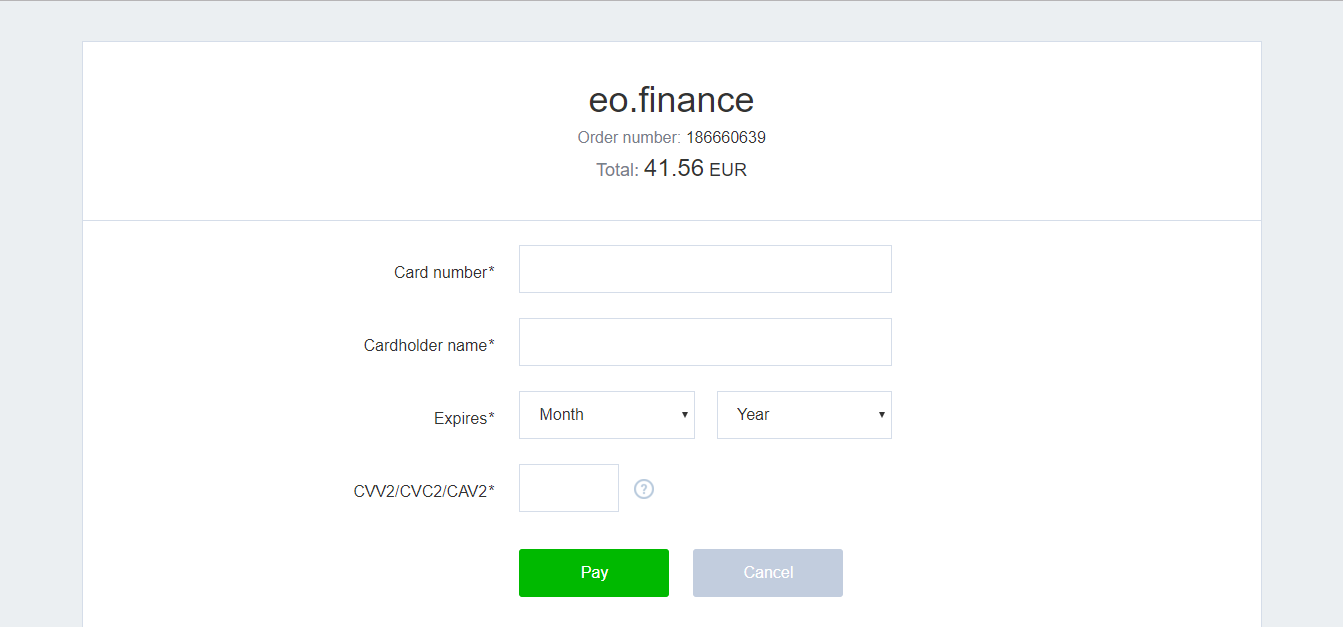 eo.finance
Order number: 186660639
Total: 41.56 EUR
Card number*
Cardholder name*
Expires* Month Year
CVV2/CVC2/CAV2* ?
Pay Cancel